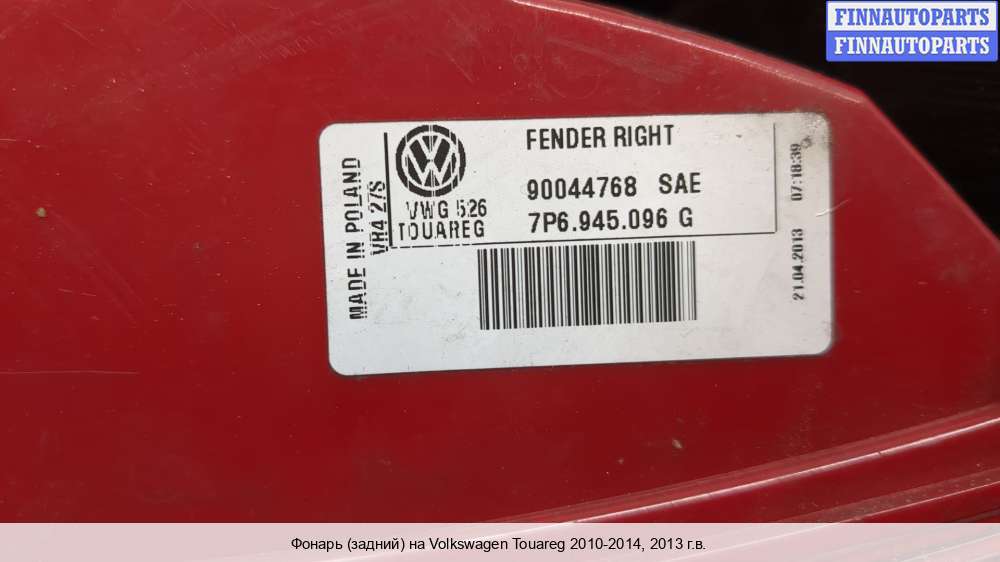 FINNAUTOPARTS
FINNAUTOPARTS
FENDER RIGHT
90044768 SAE
7P6.945.096 G
VWG 526
TOUAREG
MADE IN POLAND
VR4 27S
21.04.2013 07:18:39
Фонарь (задний) на Volkswagen Touareg 2010-2014, 2013 г.в.